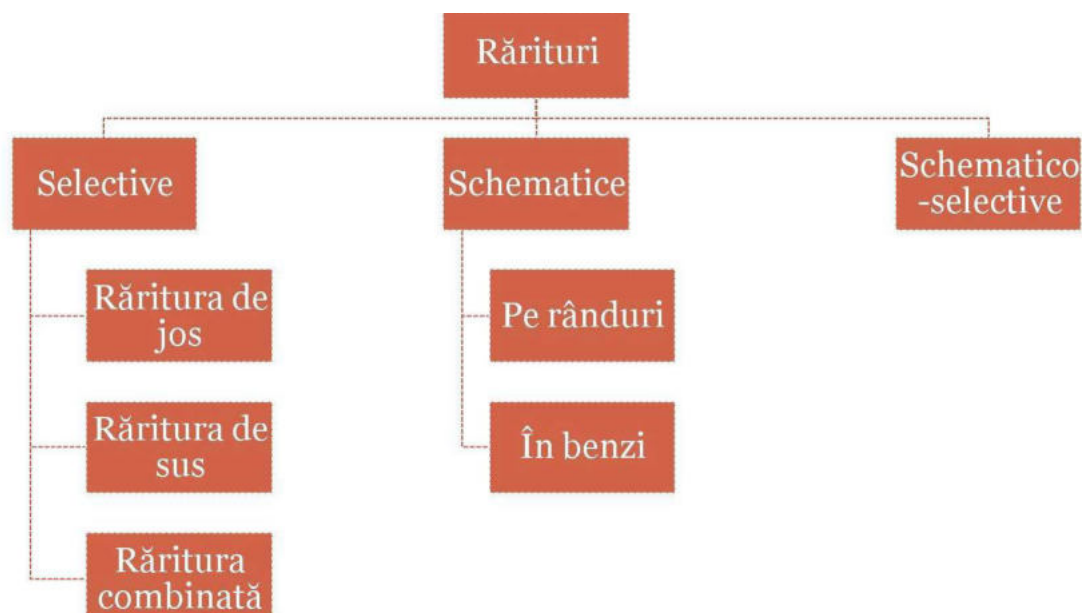 Rărituri
Selective
Schematice
Schematico
-selective
Răritura de
jos
Pe rânduri
Răritura de
sus
În benzi
Răritura
combinată